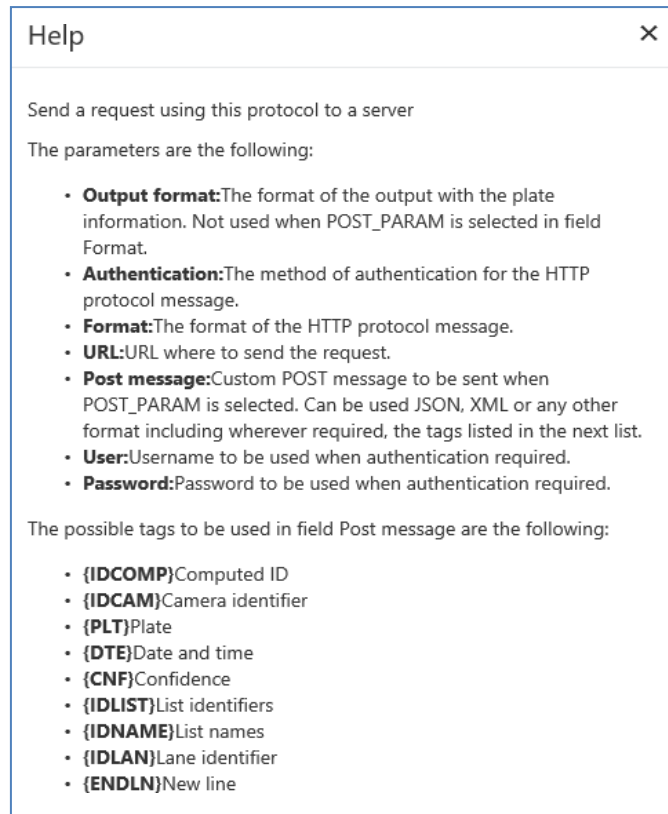 Help
×
Send a request using this protocol to a server
The parameters are the following:
• Output format:The format of the output with the plate
information. Not used when POST_PARAM is selected in field
Format.
• Authentication:The method of authentication for the HTTP
protocol message.
• Format:The format of the HTTP protocol message.
• URL:URL where to send the request.
• Post message:Custom POST message to be sent when
POST_PARAM is selected. Can be used JSON, XML or any other
format including wherever required, the tags listed in the next list.
• User:Username to be used when authentication required.
• Password:Password to be used when authentication required.
The possible tags to be used in field Post message are the following:
• {IDCOMP}Computed ID
• {IDCAM}Camera identifier
• {PLT}Plate
• {DTE}Date and time
• {CNF}Confidence
• {IDLIST}List identifiers
• {IDNAME}List names
• {IDLAN}Lane identifier
• {ENDLN}New line